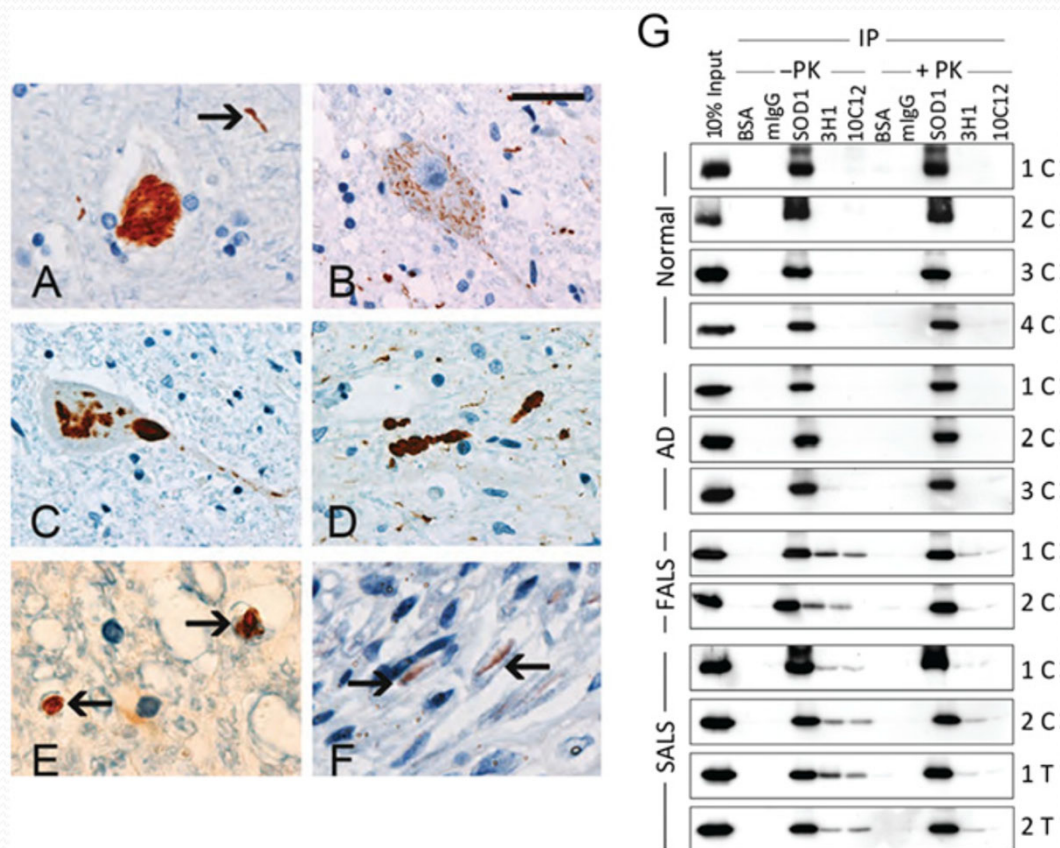 A
B
C
D
E
F
G
IP
–PK
+ PK
10% Input
BSA
mIgG
SOD1
3H1
10C12
BSA
mIgG
SOD1
3H1
10C12
Normal
1 C
2 C
3 C
4 C
AD
1 C
2 C
3 C
FALS
1 C
2 C
SALS
1 C
2 C
1 T
2 T